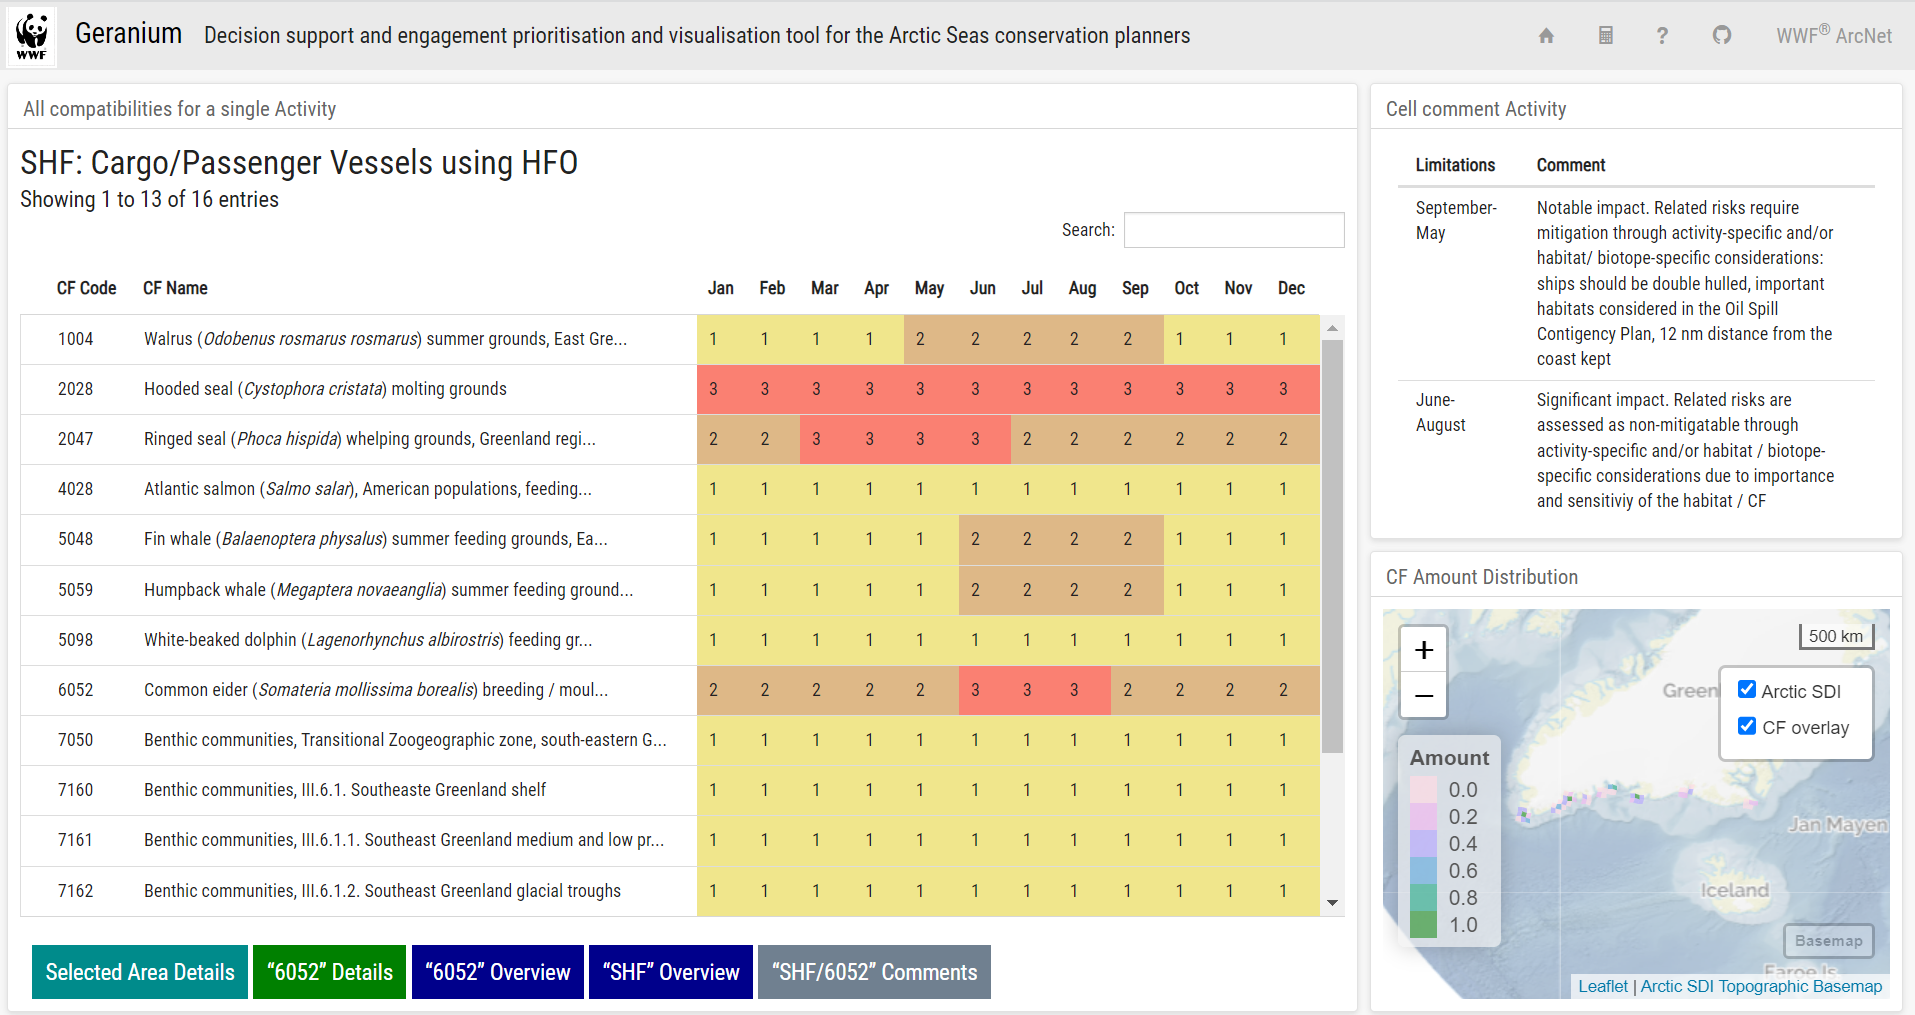 WWF
Geranium Decision support and engagement prioritisation and visualisation tool for the Arctic Seas conservation planners
? WWF® ArcNet
All compatibilities for a single Activity
SHF: Cargo/Passenger Vessels using HFO
Showing 1 to 13 of 16 entries
Search:
CF Code CF Name Jan Feb Mar Apr May Jun Jul Aug Sep Oct Nov Dec
1004 Walrus (Odobenus rosmarus rosmarus) summer grounds, East Gre... 1 1 1 1 2 2 2 2 2 1 1 1
2028 Hooded seal (Cystophora cristata) molting grounds 3 3 3 3 3 3 3 3 3 3 3 3
2047 Ringed seal (Phoca hispida) whelping grounds, Greenland regi... 2 2 3 3 3 3 2 2 2 2 2 2
4028 Atlantic salmon (Salmo salar), American populations, feeding... 1 1 1 1 1 1 1 1 1 1 1 1
5048 Fin whale (Balaenoptera physalus) summer feeding grounds, Ea... 1 1 1 1 1 2 2 2 2 1 1 1
5059 Humpback whale (Megaptera novaeanglia) summer feeding ground... 1 1 1 1 1 2 2 2 2 1 1 1
5098 White-beaked dolphin (Lagenorhynchus albirostris) feeding gr... 1 1 1 1 1 1 1 1 1 1 1 1
6052 Common eider (Somateria mollissima borealis) breeding / moul... 2 2 2 2 2 3 3 3 2 2 2 2
7050 Benthic communities, Transitional Zoogeographic zone, south-eastern G... 1 1 1 1 1 1 1 1 1 1 1 1
7160 Benthic communities, III.6.1. Southeaste Greenland shelf 1 1 1 1 1 1 1 1 1 1 1 1
7161 Benthic communities, III.6.1.1. Southeast Greenland medium and low pr... 1 1 1 1 1 1 1 1 1 1 1 1
7162 Benthic communities, III.6.1.2. Southeast Greenland glacial troughs 1 1 1 1 1 1 1 1 1 1 1 1
Selected Area Details “6052” Details “6052” Overview “SHF” Overview “SHF/6052” Comments
Cell comment Activity
Limitations Comment
September-
May
Notable impact. Related risks require
mitigation through activity-specific and/or
habitat/ biotope-specific considerations:
ships should be double hulled, important
habitats considered in the Oil Spill
Contigency Plan, 12 nm distance from the
coast kept
June-
August
Significant impact. Related risks are
assessed as non-mitigatable through
activity-specific and/or habitat / biotope-
specific considerations due to importance
and sensitiviy of the habitat / CF
CF Amount Distribution
+
−
500 km
Green
Arctic SDI
CF overlay
Amount
0.0
0.2
0.4
0.6
0.8
1.0
Jan Mayen
Iceland
Basemap
Faroe Is.
Leaflet | Arctic SDI Topographic Basemap